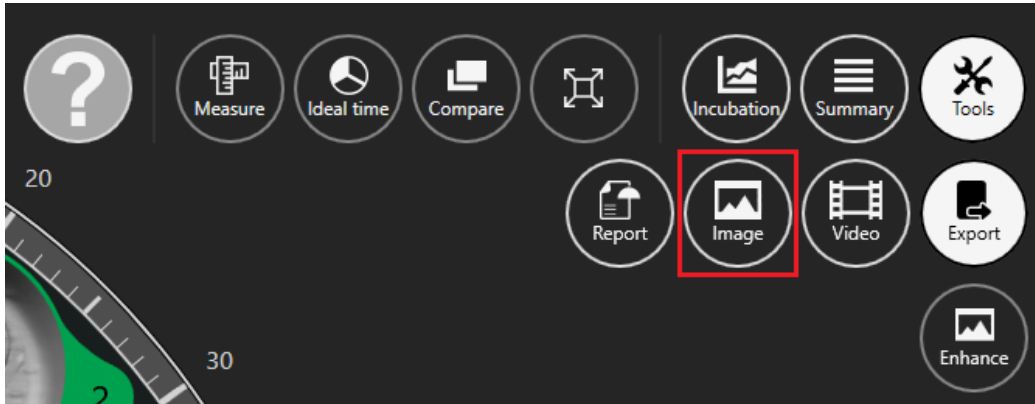 ?
Measure
Ideal time
Compare
Incubation
Summary
Tools
20
Report
Image
Video
Export
30
Enhance
2